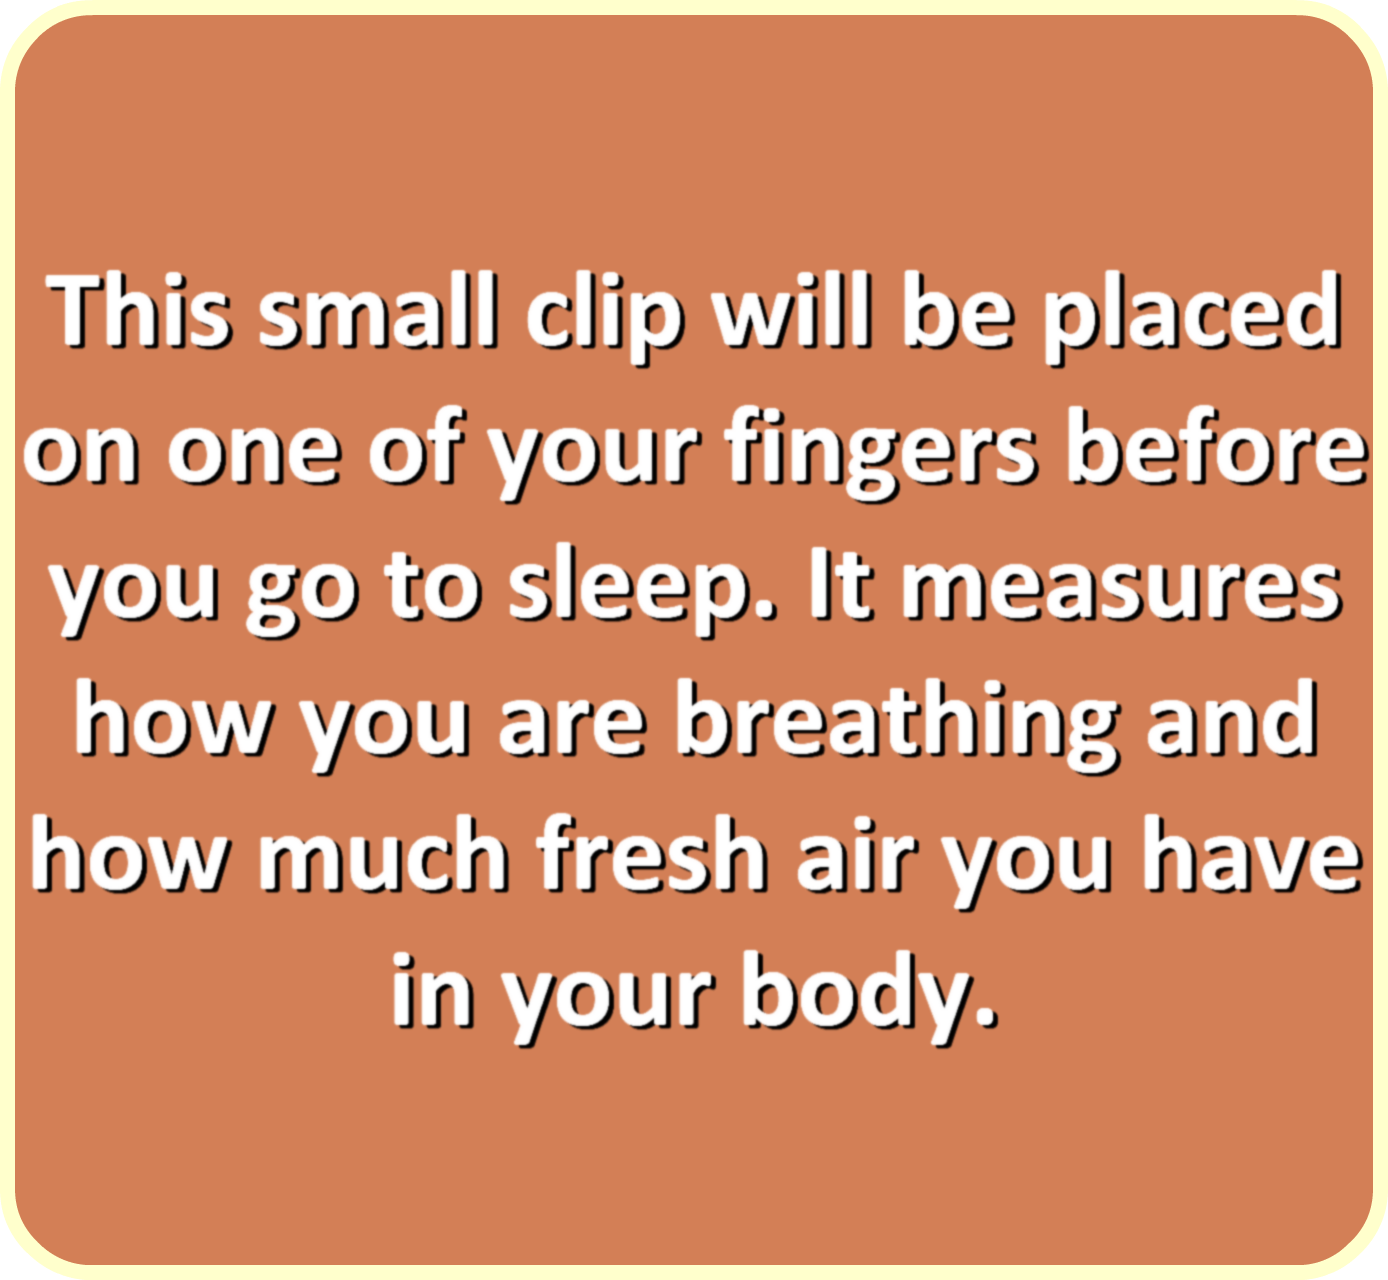 This small clip will be placed
on one of your fingers before
you go to sleep. It measures
how you are breathing and
how much fresh air you have
in your body.